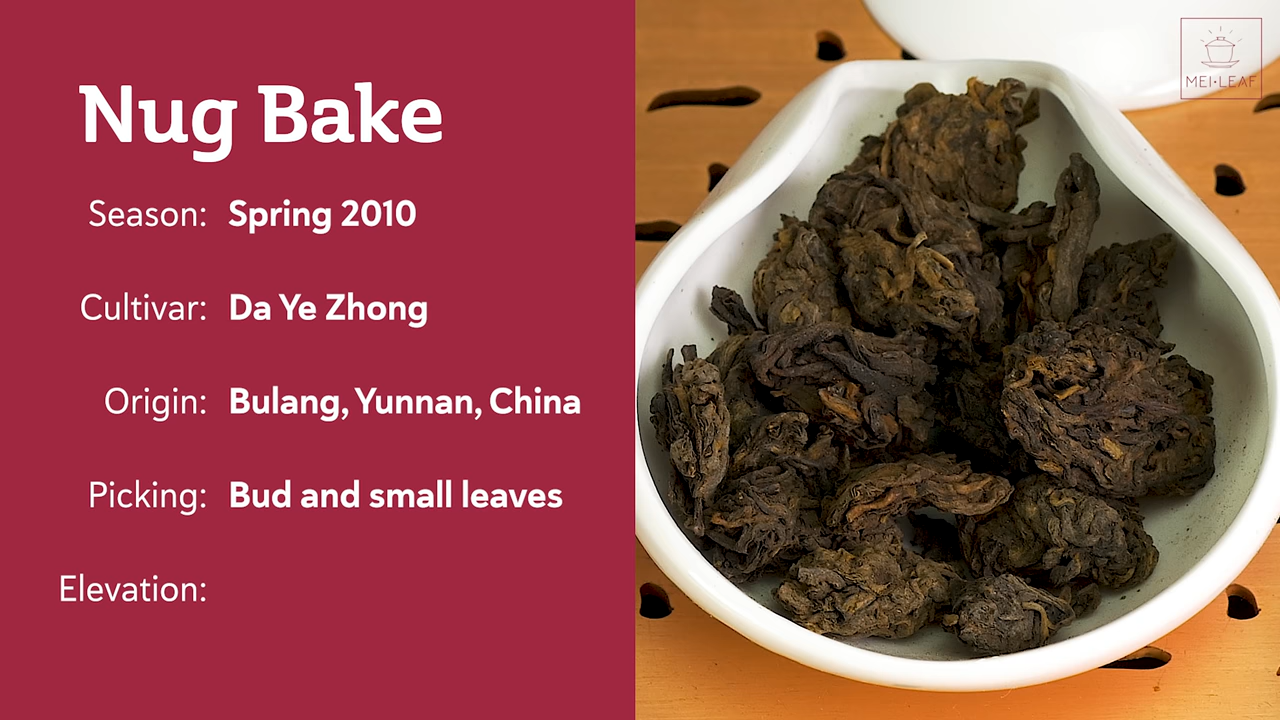 Nug Bake
Season: Spring 2010
Cultivar: Da Ye Zhong
Origin: Bulang, Yunnan, China
Picking: Bud and small leaves
Elevation:
MEI·LEAF